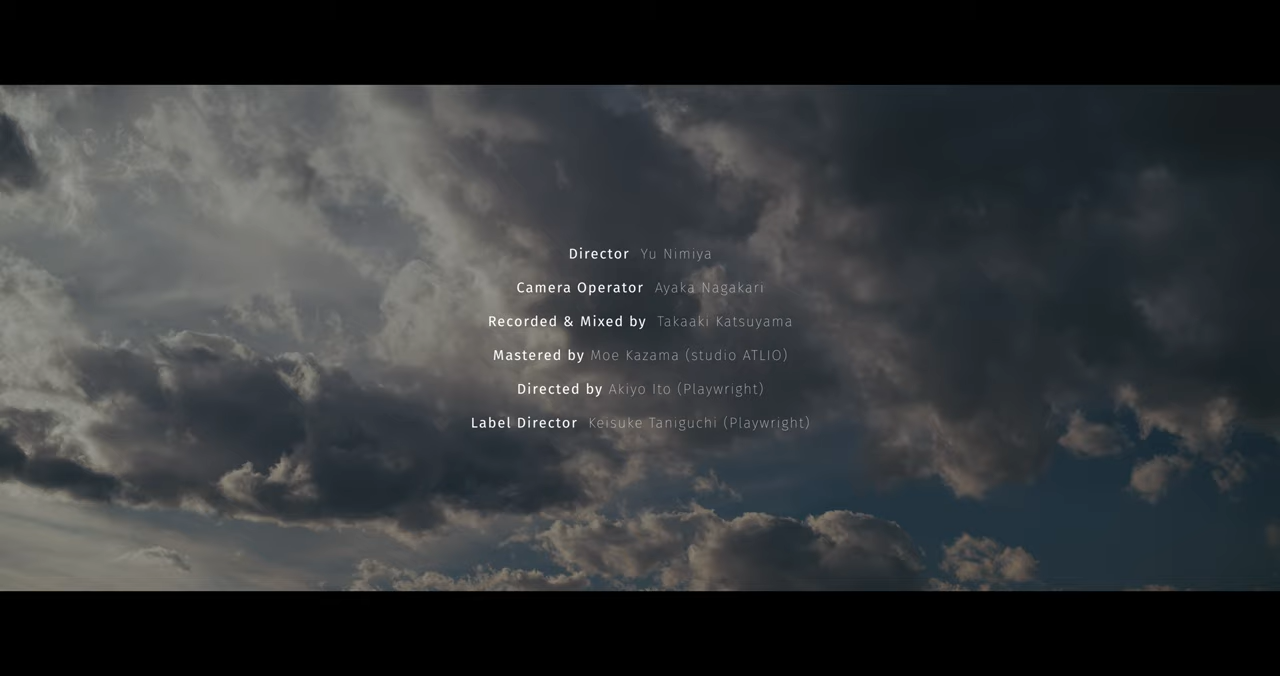 Director Yu Nimiya
Camera Operator Ayaka Nagakari
Recorded & Mixed by Takaaki Katsuyama
Mastered by Moe Kazama (studio ATLIO)
Directed by Akiyo Ito (Playwright)
Label Director Keisuke Taniguchi (Playwright)